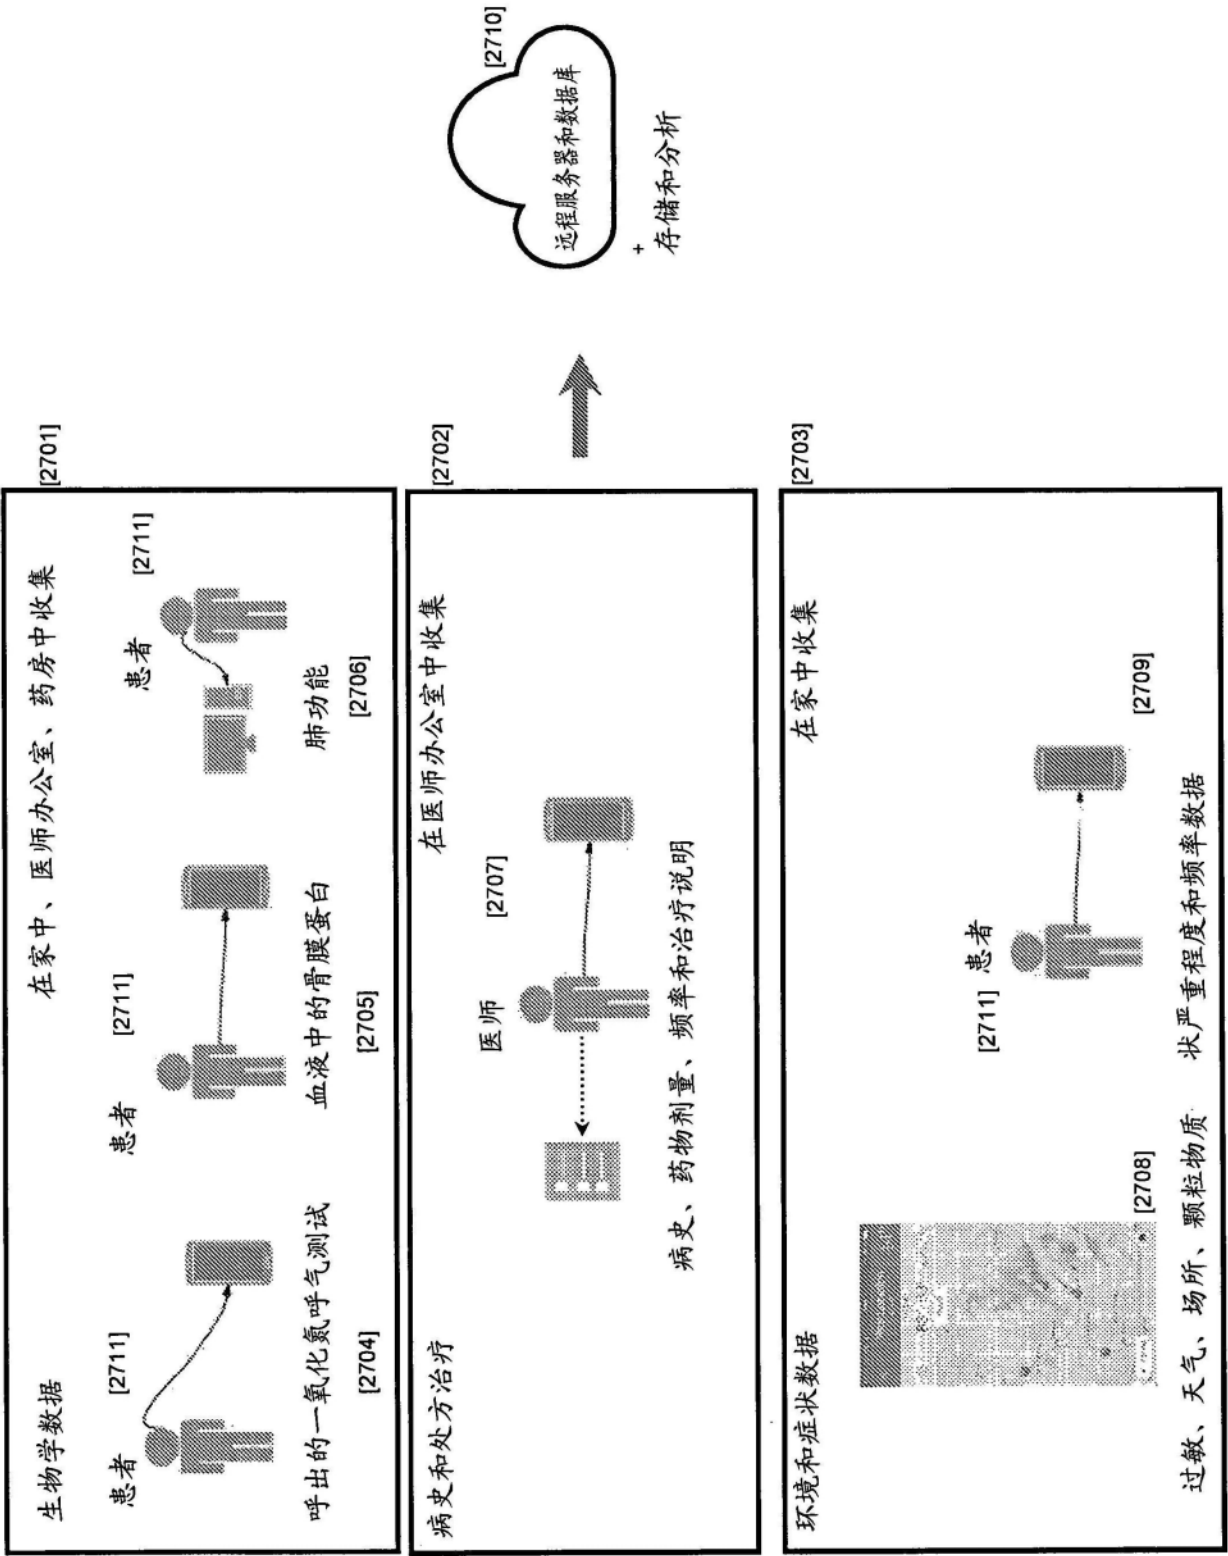 生物学数据
在家中、医师办公室、药房中收集
[2701]
患者
[2711]
患者
[2711]
患者
[2711]
呼出的一氧化氮呼气测试
血液中的骨膜蛋白
肺功能
[2704]
[2705]
[2706]
病史和处方治疗
在医师办公室中收集
[2702]
医师
[2707]
病史、药物剂量、频率和治疗说明
[2710]
远程服务器和数据库
+
存储和分析
环境和症状数据
在家中收集
[2703]
[2711]
患者
[2708]
[2709]
过敏、天气、场所、颗粒物质
状严重程度和频率数据